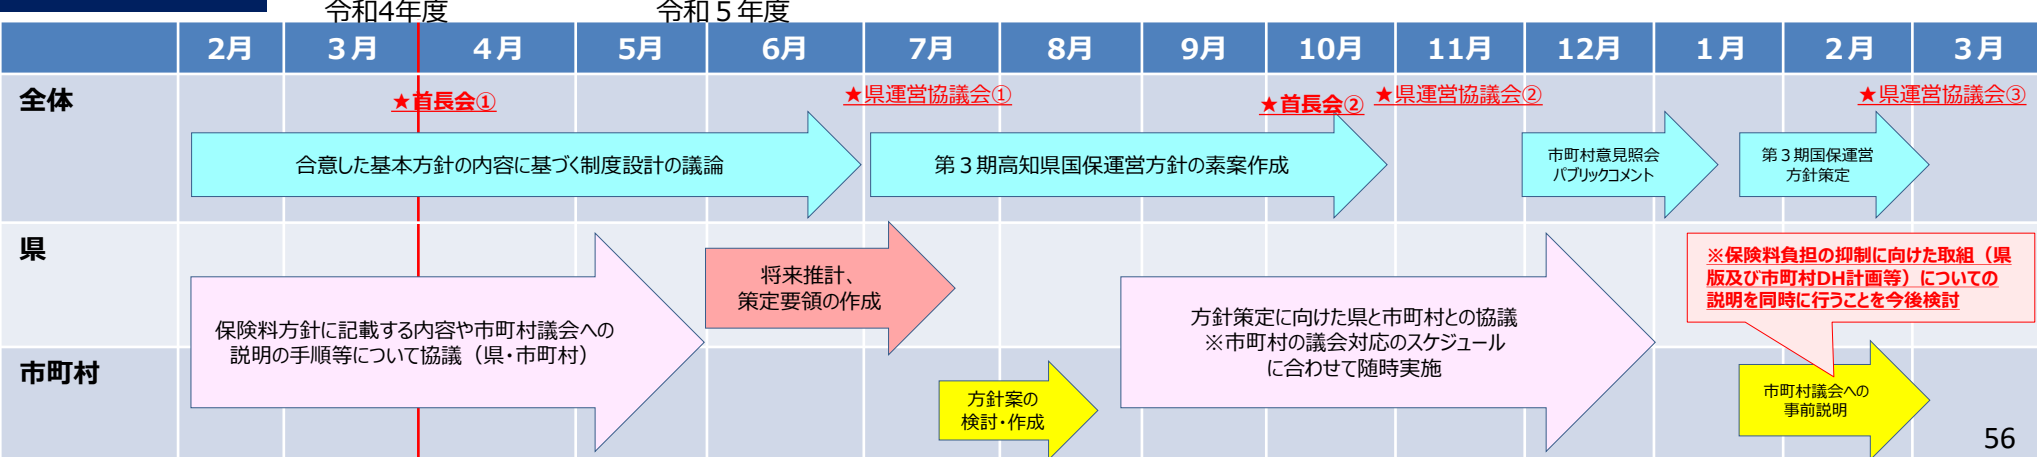 令和4年度
令和５年度
2月 ３月 ４月 5月 6月 7月 8月 9月 10月 11月 12月 １月 ２月 ３月
全体
★首長会①
★県運営協議会①
★首長会②
★県運営協議会②
★県運営協議会③
合意した基本方針の内容に基づく制度設計の議論
第３期高知県国保運営方針の素案作成
市町村意見照会
パブリックコメント
第３期国保運営
方針策定
県
将来推計、
策定要領の作成
保険料方針に記載する内容や市町村議会への
説明の手順等について協議（県・市町村）
方針策定に向けた県と市町村との協議
※市町村の議会対応のスケジュール
に合わせて随時実施
※保険料負担の抑制に向けた取組（県
版及び市町村DH計画等）についての
説明を同時に行うことを今後検討
市町村
方針案の
検討・作成
市町村議会への
事前説明
56